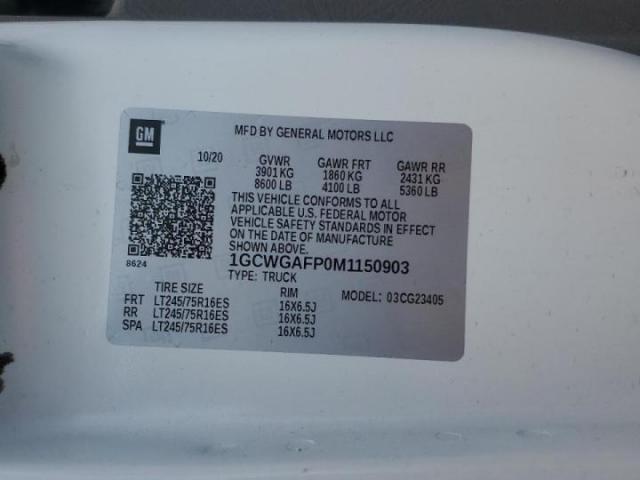 GM
MFD BY GENERAL MOTORS LLC
10/20 GVWR GAWR FRT GAWR RR
3901 KG 1860 KG 2431 KG
8600 LB 4100 LB 5360 LB
THIS VEHICLE CONFORMS TO ALL
APPLICABLE U.S. FEDERAL MOTOR
VEHICLE SAFETY STANDARDS IN EFFECT
ON THE DATE OF MANUFACTURE
SHOWN ABOVE.
8624
1GCWGAFP0M1150903
TYPE: TRUCK
TIRE SIZE RIM MODEL: 03CG23405
FRT LT245/75R16ES 16X6.5J
RR LT245/75R16ES 16X6.5J
SPA LT245/75R16ES 16X6.5J